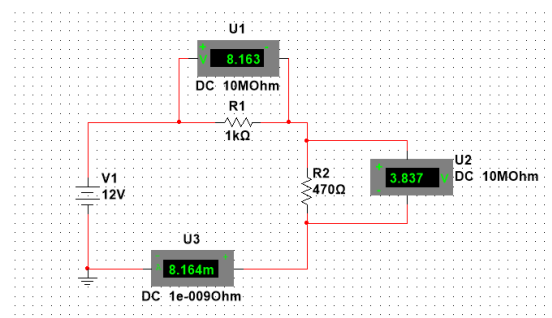 U1
+ -
V 8.163
DC 10MOhm
R1
1kΩ
V1
12V
R2
470Ω
U2
+
3.837 V
-
DC 10MOhm
U3
8.164m
DC 1e-009Ohm